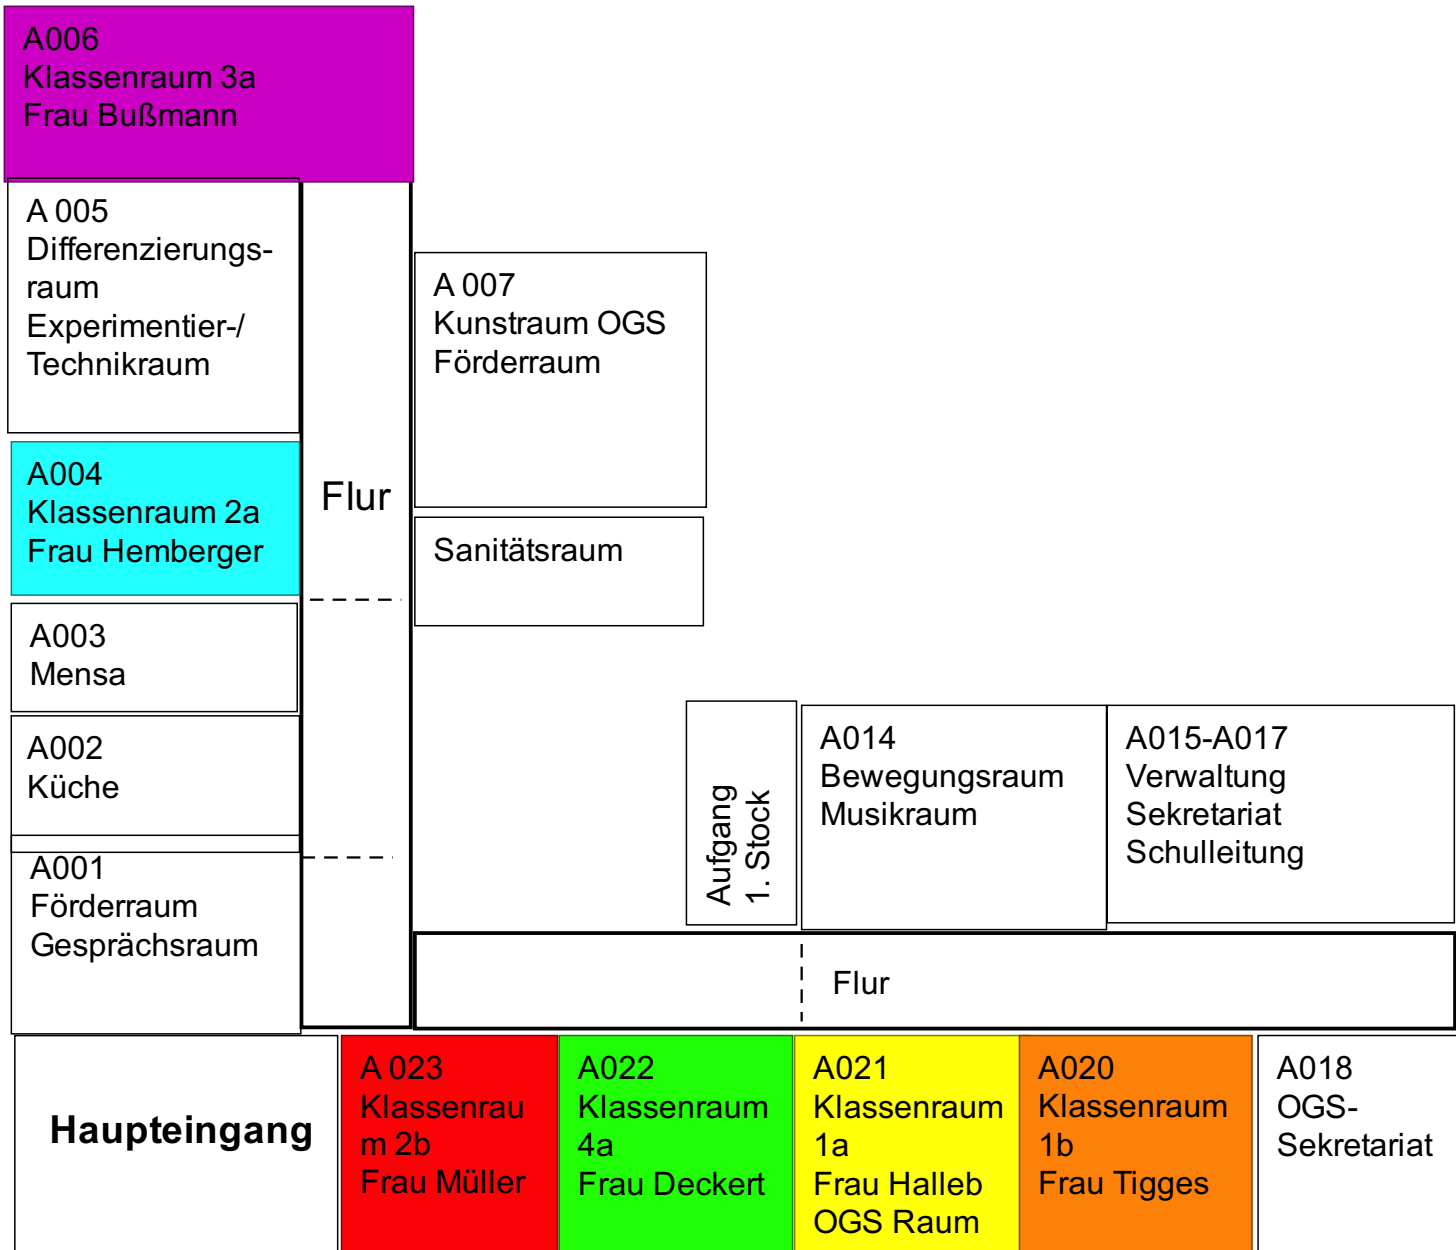 A006
Klassenraum 3a
Frau Bußmann
A 005
Differenzierungs-
raum
Experimentier-/
Technikraum
A 007
Kunstraum OGS
Förderraum
A004
Klassenraum 2a
Frau Hemberger
Flur
Sanitätsraum
A003
Mensa
A002
Küche
A001
Förderraum
Gesprächsraum
Aufgang
1. Stock
A014
Bewegungsraum
Musikraum
A015-A017
Verwaltung
Sekretariat
Schulleitung
Flur
Haupteingang
A 023
Klassenrau
m 2b
Frau Müller
A022
Klassenraum
4a
Frau Deckert
A021
Klassenraum
1a
Frau Halleb
OGS Raum
A020
Klassenraum
1b
Frau Tigges
A018
OGS-
Sekretariat